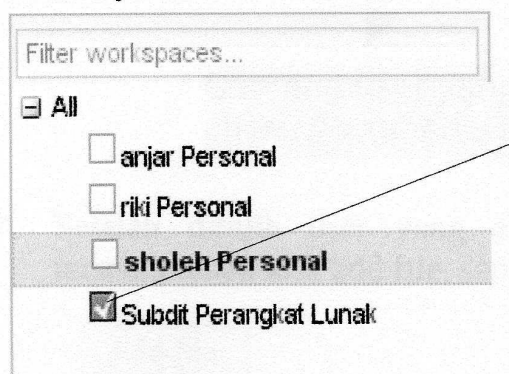 Filter workspaces...
All
anjar Personal
riki Personal
sholeh Personal
Subdit Perangkat Lunak